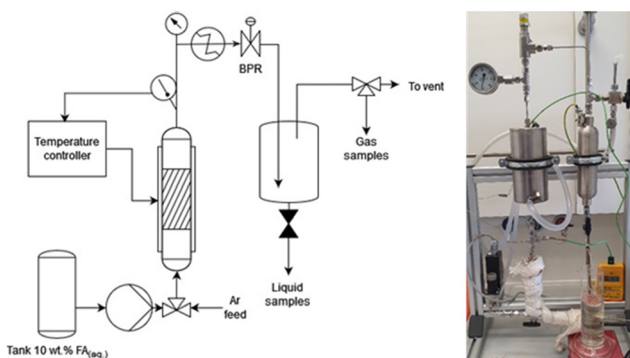 BPR
To vent
Gas
samples
Temperature
controller
Liquid
samples
Ar
feed
Tank 10 wt.% FA(aq.)